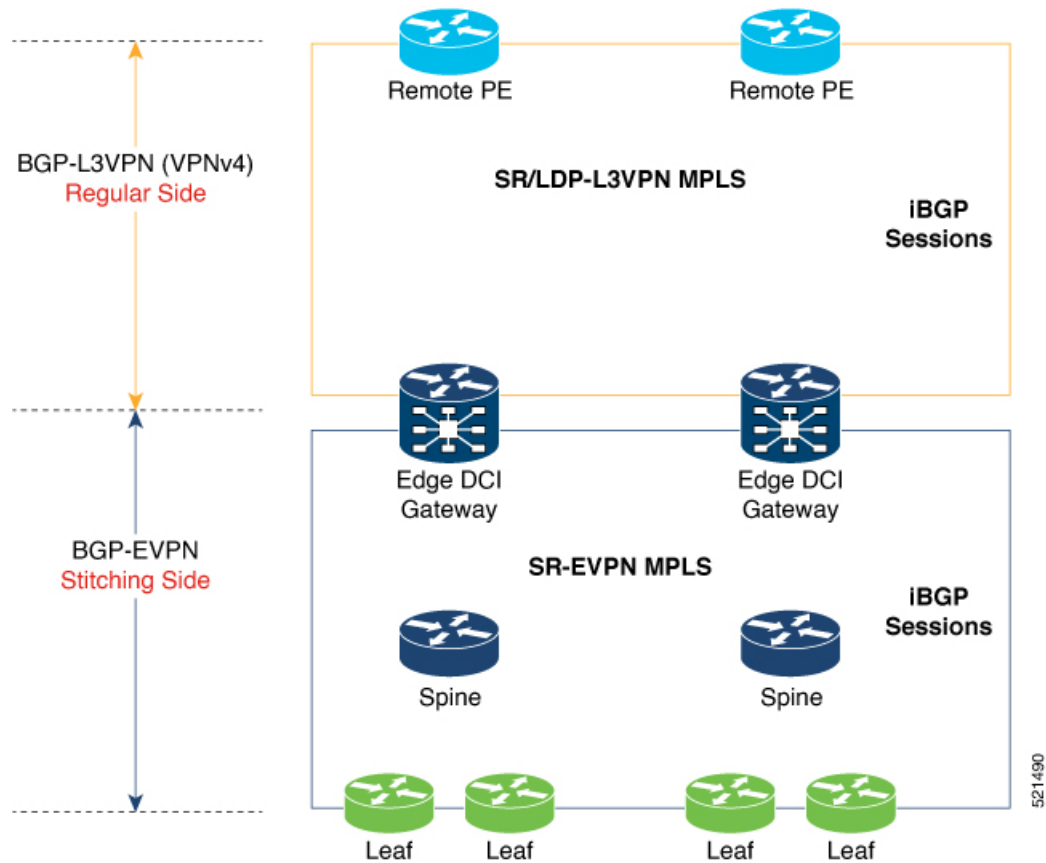 Remote PE
Remote PE
BGP-L3VPN (VPNv4)
Regular Side
SR/LDP-L3VPN MPLS
iBGP
Sessions
Edge DCI
Gateway
Edge DCI
Gateway
BGP-EVPN
Stitching Side
SR-EVPN MPLS
iBGP
Sessions
Spine
Spine
Leaf
Leaf
Leaf
Leaf
521490